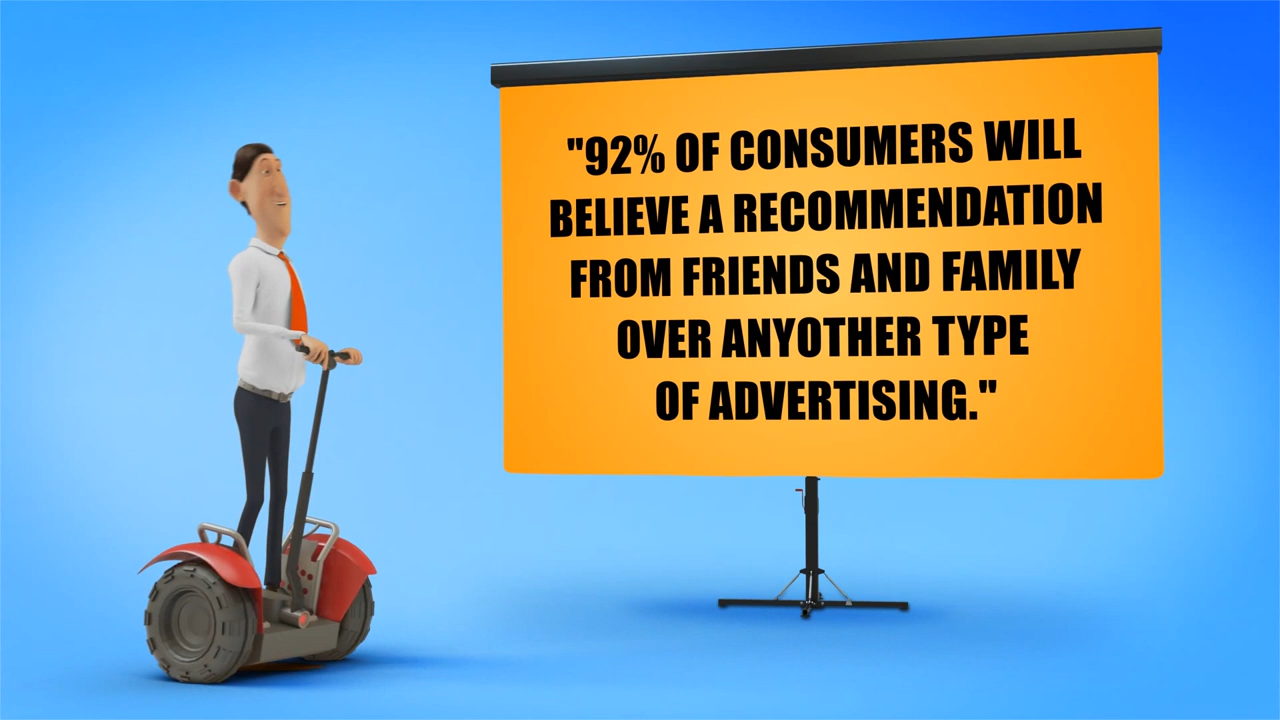 "92% OF CONSUMERS WILL
BELIEVE A RECOMMENDATION
FROM FRIENDS AND FAMILY
OVER ANYOTHER TYPE
OF ADVERTISING."